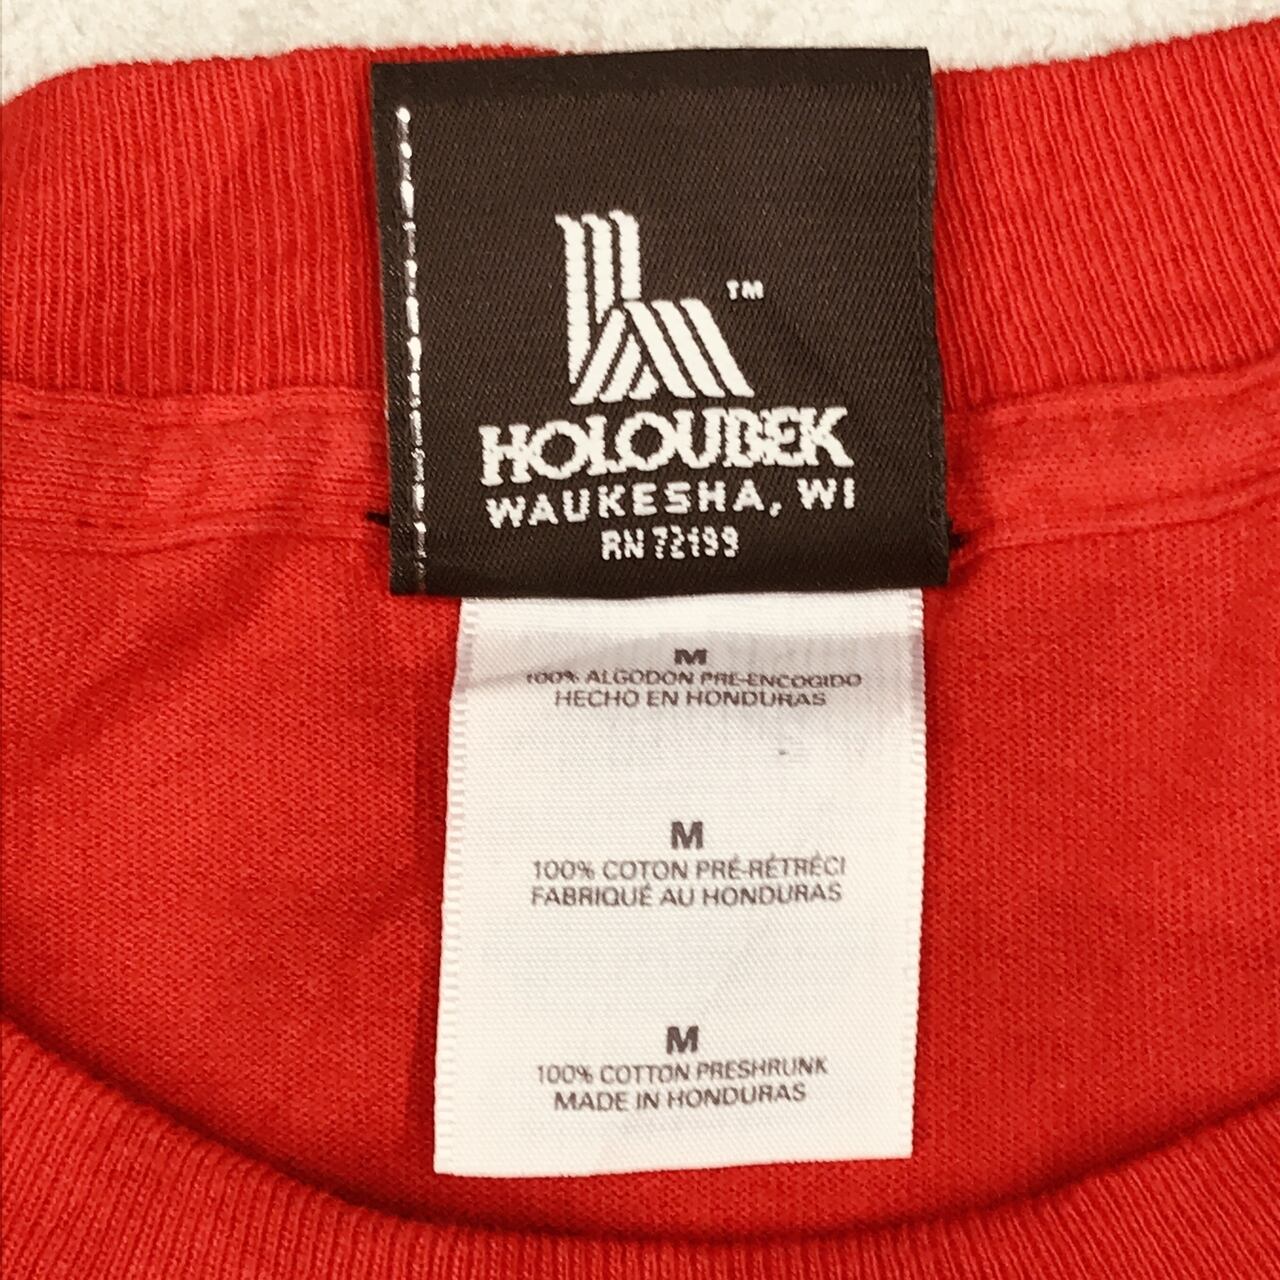 TM
HOLOUBEK
WAUKESHA, WI
RN 72199
M
100% ALGODON PRE-ENCOGIDO
HECHO EN HONDURAS
M
100% COTON PRÉ-RÉTRÉCI
FABRIQUÉ AU HONDURAS
M
100% COTTON PRESHRUNK
MADE IN HONDURAS